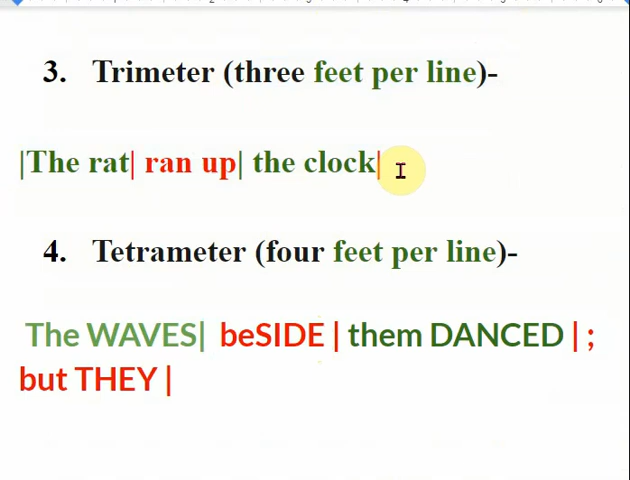 3. Trimeter (three feet per line)-
|The rat| ran up| the clock|
4. Tetrameter (four feet per line)-
The WAVES| beSIDE | them DANCED | ;
but THEY |